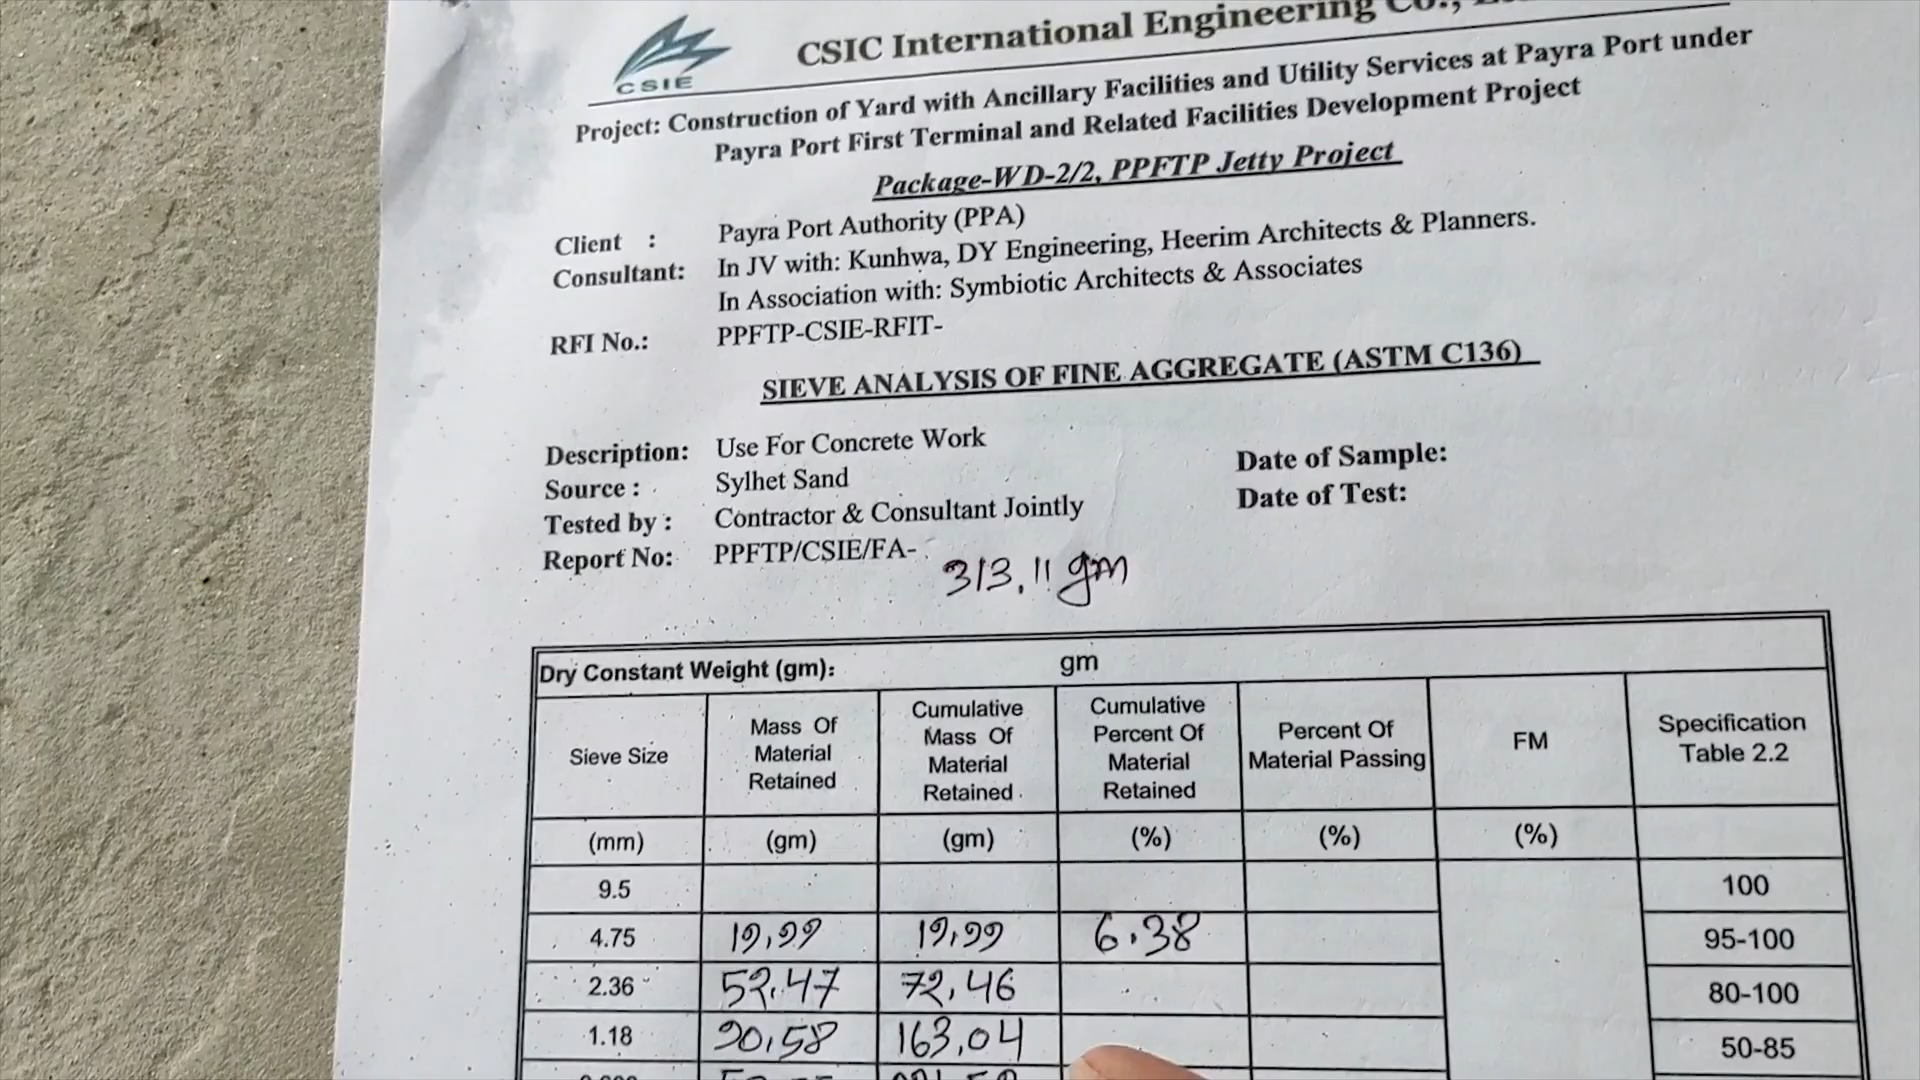 CSIC International Engineering Co.,
CSIE
Project: Construction of Yard with Ancillary Facilities and Utility Services at Payra Port under
Payra Port First Terminal and Related Facilities Development Project
Package-WD-2/2, PPFTP Jetty Project
Client : Payra Port Authority (PPA)
Consultant: In JV with: Kunhwa, DY Engineering, Heerim Architects & Planners.
In Association with: Symbiotic Architects & Associates
RFI No.: PPFTP-CSIE-RFIT-
SIEVE ANALYSIS OF FINE AGGREGATE (ASTM C136)
Description: Use For Concrete Work
Source : Sylhet Sand
Date of Sample:
Tested by : Contractor & Consultant Jointly
Date of Test:
Report No: PPFTP/CSIE/FA-
313.11 gm
Dry Constant Weight (gm): gm
Sieve Size
Mass Of
Material
Retained
Cumulative
Mass Of
Material
Retained
Cumulative
Percent Of
Material
Retained
Percent Of
Material Passing
FM
Specification
Table 2.2
(mm) (gm) (gm) (%) (%) (%)
9.5 100
4.75 19.99 19.99 6.38 95-100
2.36 52.47 72.46 80-100
1.18 90.58 163.04 50-85